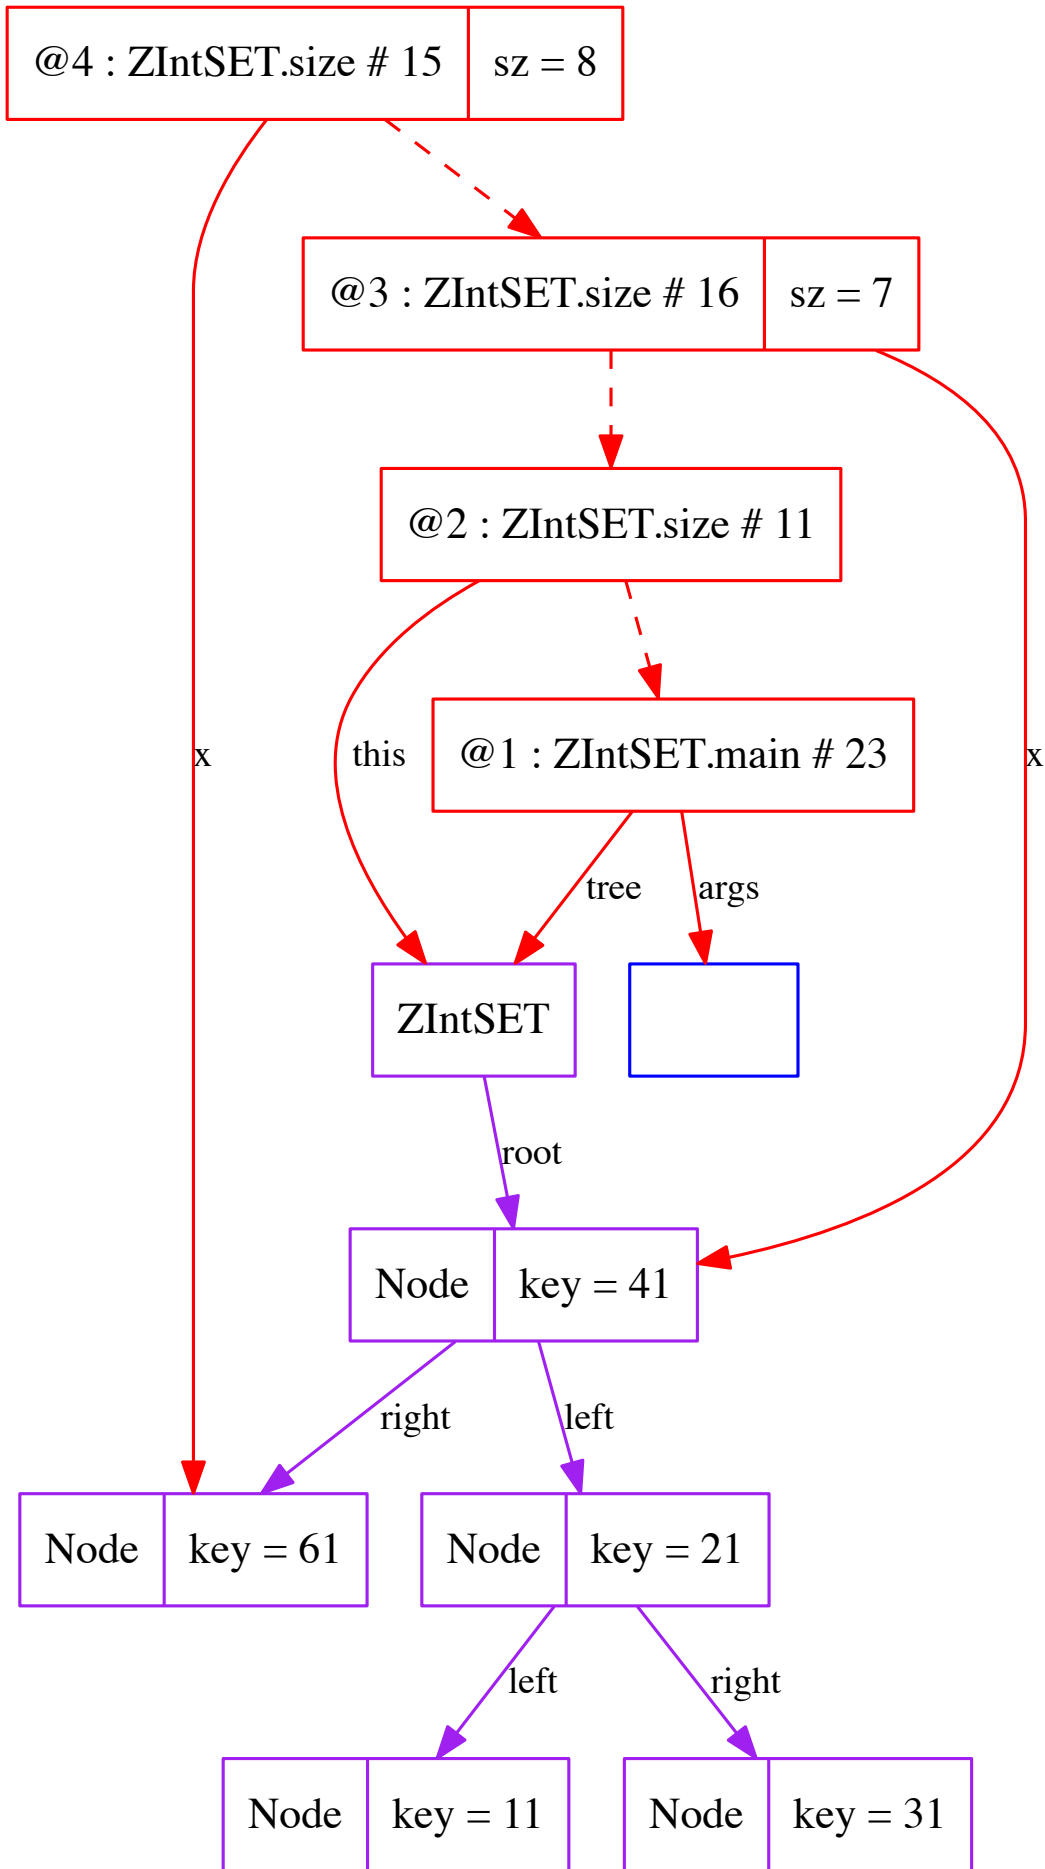 @4 : ZIntSET.size # 15 sz = 8
@3 : ZIntSET.size # 16 sz = 7
@2 : ZIntSET.size # 11
x this @1 : ZIntSET.main # 23 x
tree args
ZIntSET
root
Node key = 41
right left
Node key = 61 Node key = 21
left right
Node key = 11 Node key = 31